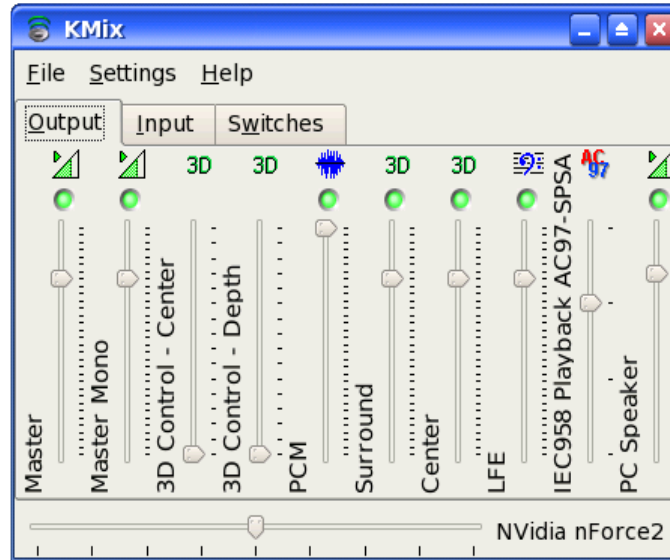 KMix
File Settings Help
Output Input Switches
3D 3D 3D 3D AC 97
Master
Master Mono
3D Control - Center
3D Control - Depth
PCM
Surround
Center
LFE
IEC958 Playback AC97-SPSA
PC Speaker
NVidia nForce2